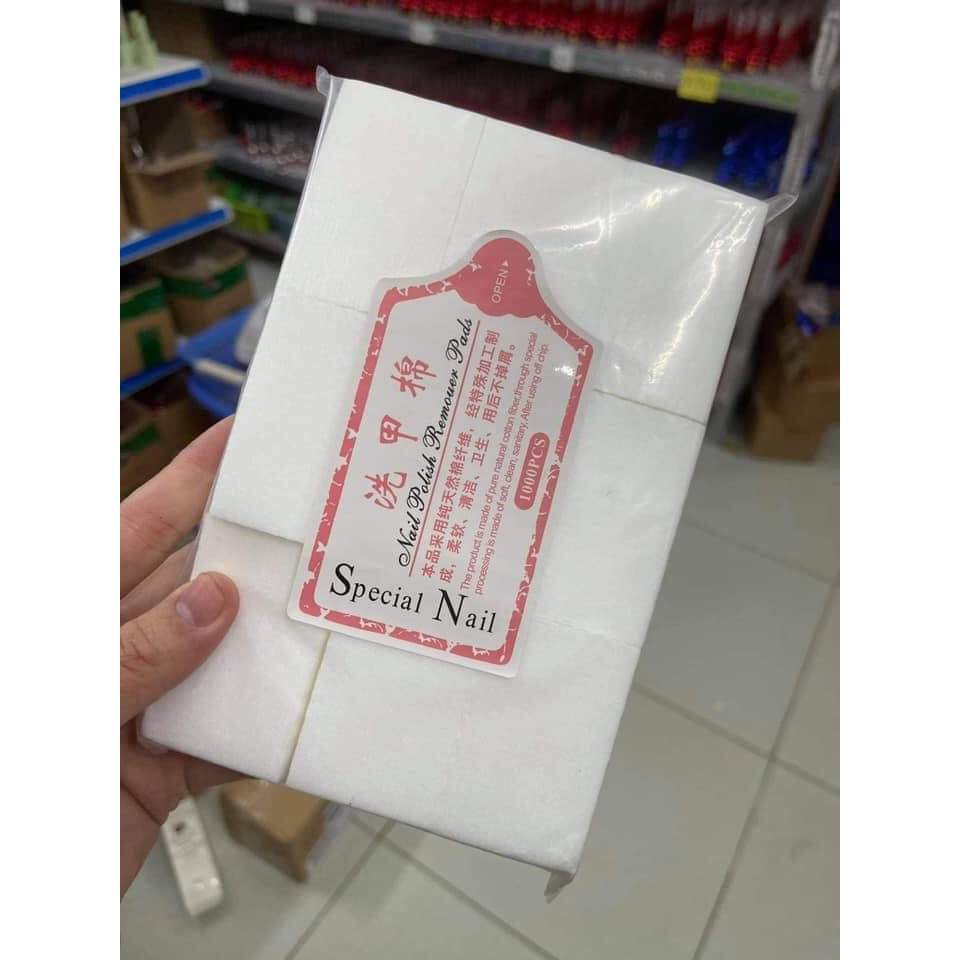 OPEN
洗甲棉
Nail Polish Remouer Pads
本品采用纯天然棉纤维，经特殊加工制
成，柔软、清洁、卫生、用后不掉屑。
The product is made of pure natural cotton fiber,through special
processing is made of soft, clean, sanitary. After using off chip.
1000PCS
Special Nail